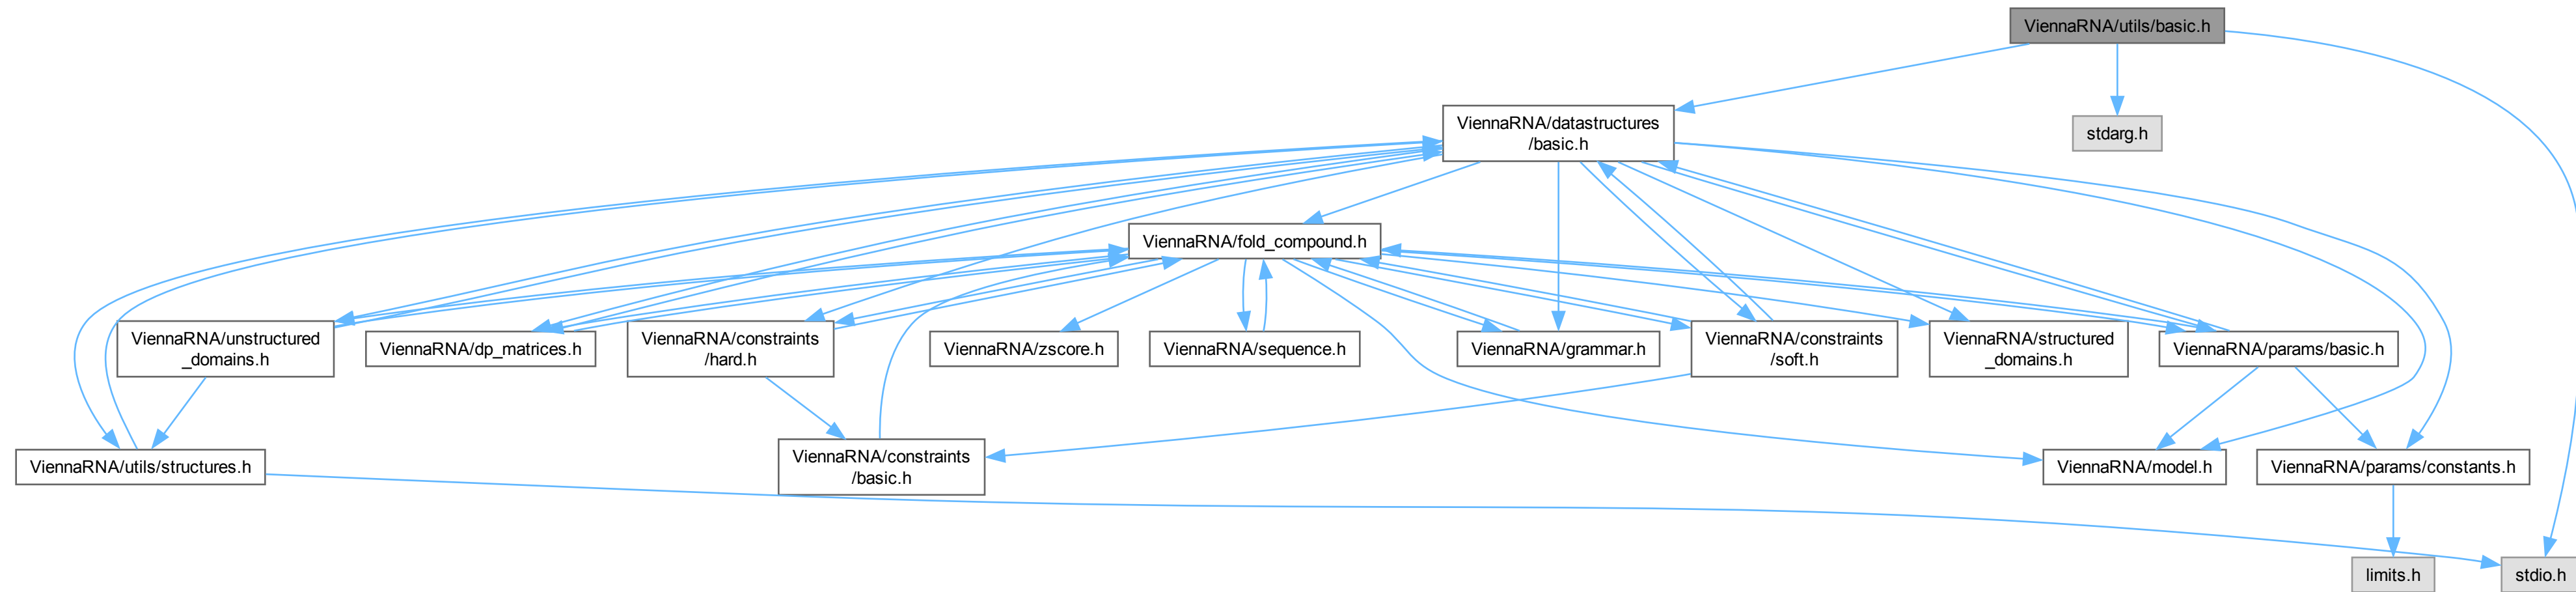 ViennaRNA/utils/basic.h
ViennaRNA/datastructures
/basic.h
stdarg.h
ViennaRNA/fold_compound.h
ViennaRNA/unstructured
_domains.h
ViennaRNA/dp_matrices.h
ViennaRNA/constraints
/hard.h
ViennaRNA/zscore.h
ViennaRNA/sequence.h
ViennaRNA/grammar.h
ViennaRNA/constraints
/soft.h
ViennaRNA/structured
_domains.h
ViennaRNA/params/basic.h
ViennaRNA/utils/structures.h
ViennaRNA/constraints
/basic.h
ViennaRNA/model.h
ViennaRNA/params/constants.h
limits.h
stdio.h